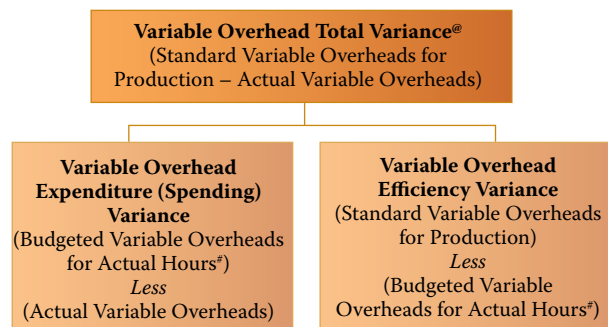 Variable Overhead Total Variance@
(Standard Variable Overheads for
Production – Actual Variable Overheads)
Variable Overhead
Expenditure (Spending)
Variance
(Budgeted Variable Overheads
for Actual Hours#)
Less
(Actual Variable Overheads)
Variable Overhead
Efficiency Variance
(Standard Variable Overheads
for Production)
Less
(Budgeted Variable
Overheads for Actual Hours#)